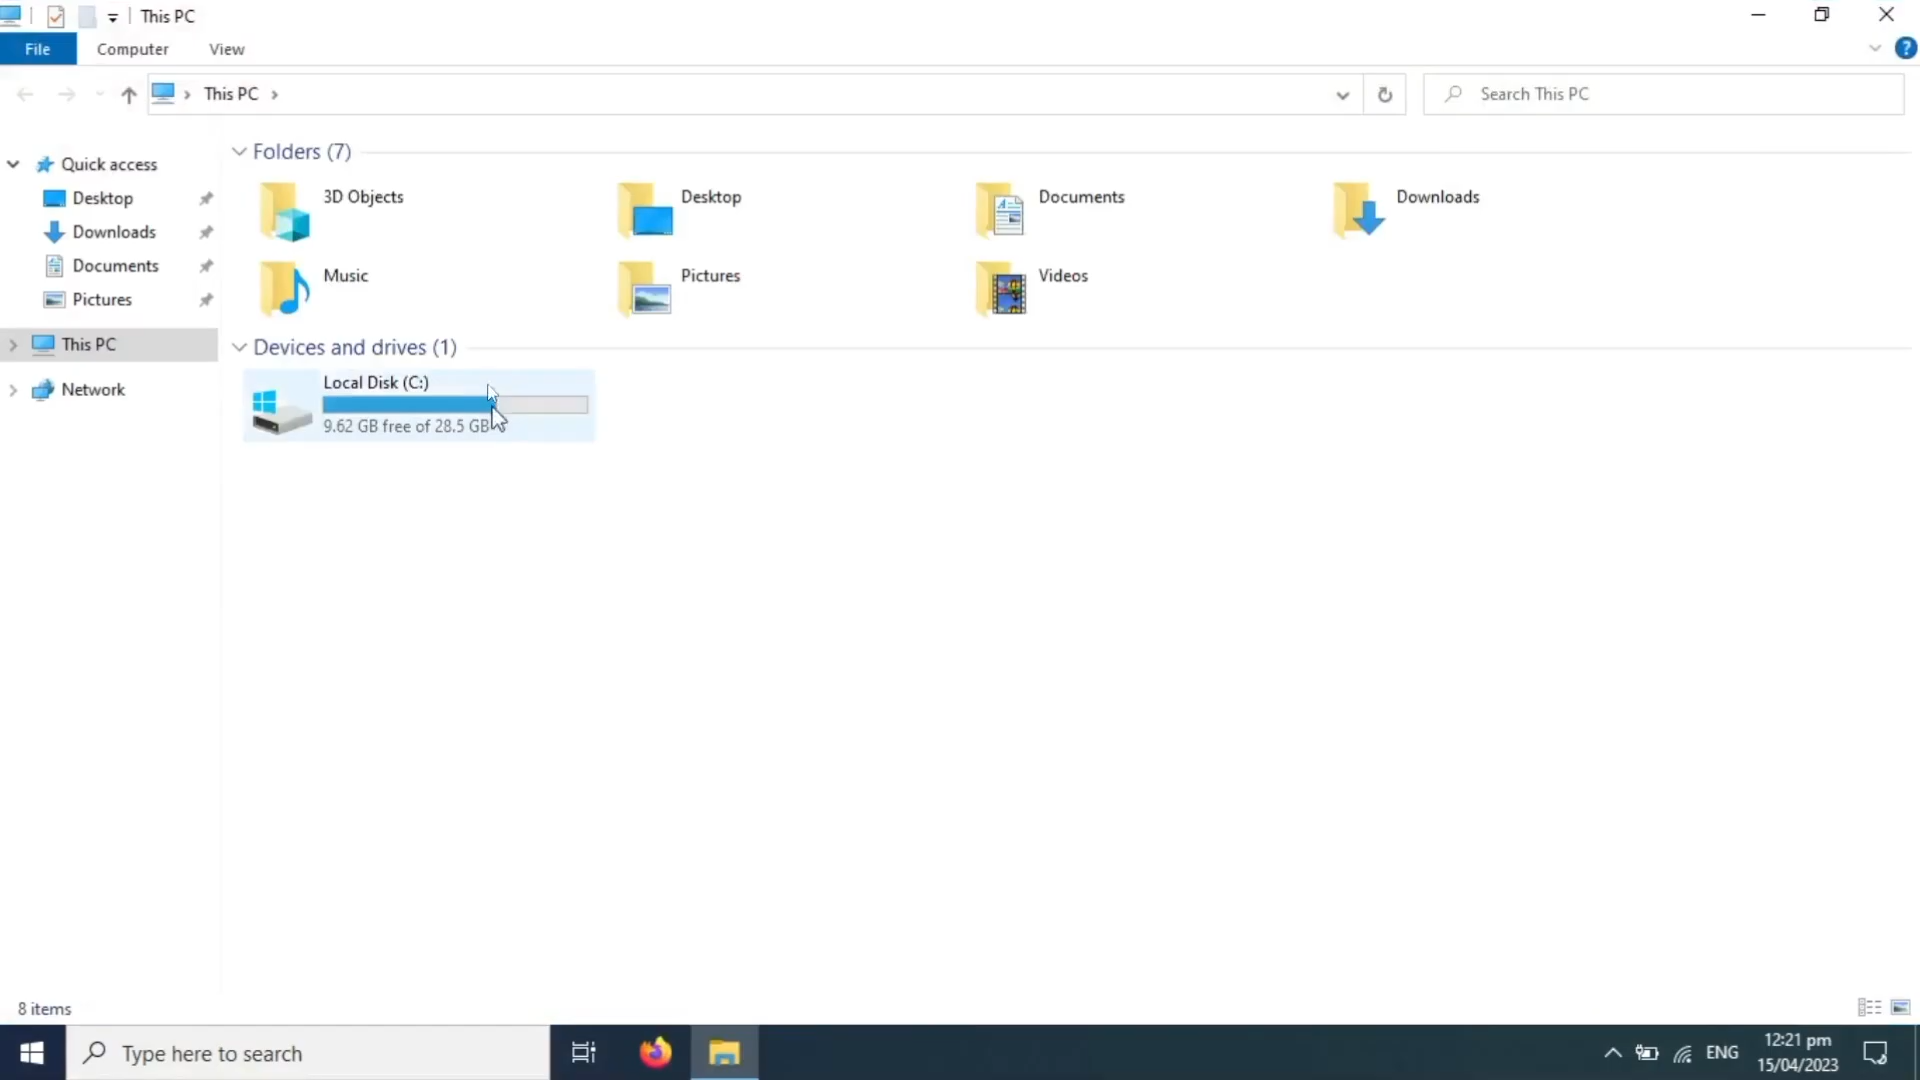 This PC
File Computer View
This PC
Search This PC
Quick access
Desktop
Downloads
Documents
Pictures
This PC
Network
Folders (7)
3D Objects
Desktop
Documents
Downloads
Music
Pictures
Videos
Devices and drives (1)
Local Disk (C:)
9.62 GB free of 28.5 GB
8 items
Type here to search
ENG
12:21 pm
15/04/2023